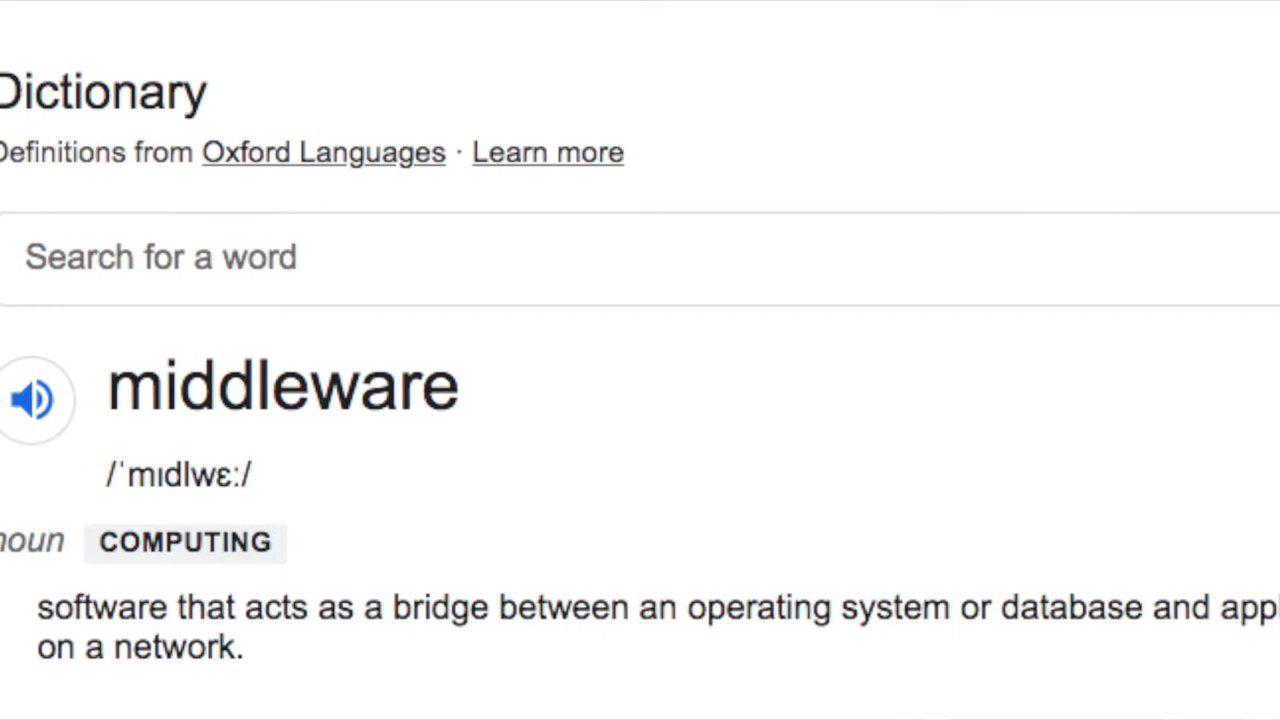 Dictionary
Definitions from Oxford Languages · Learn more
Search for a word
middleware
/ˈmɪdlwɛː/
noun COMPUTING
software that acts as a bridge between an operating system or database and
on a network.